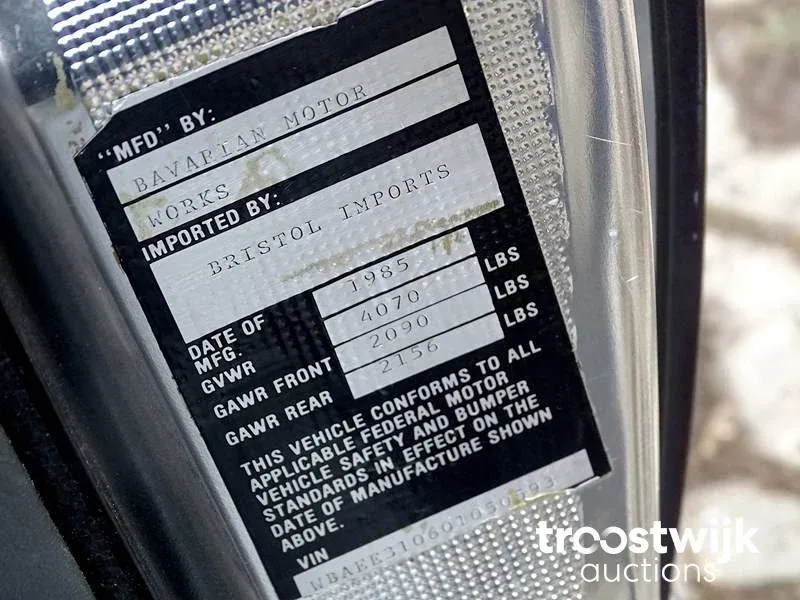 "MFD" BY:
BAVARIAN MOTOR
WORKS
IMPORTED BY:
BRISTOL IMPORTS
DATE OF MFG. 1985
GVWR 4070 LBS
GAWR FRONT 2090 LBS
GAWR REAR 2156 LBS
THIS VEHICLE CONFORMS TO ALL
APPLICABLE FEDERAL MOTOR
VEHICLE SAFETY AND BUMPER
STANDARDS IN EFFECT ON THE
DATE OF MANUFACTURE SHOWN
ABOVE.
VIN
troostwijk
auctions